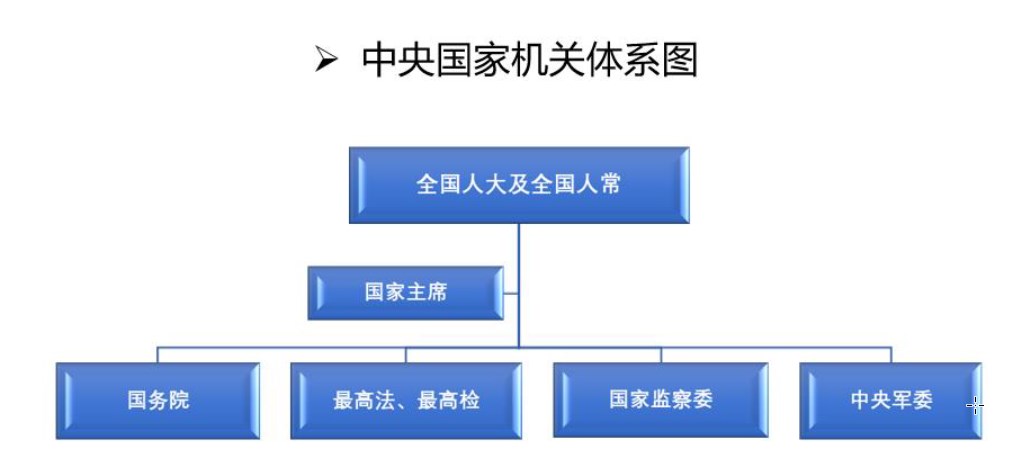 ➢ 中央国家机关体系图
全国人大及全国人常
国家主席
国务院
最高法、最高检
国家监察委
中央军委